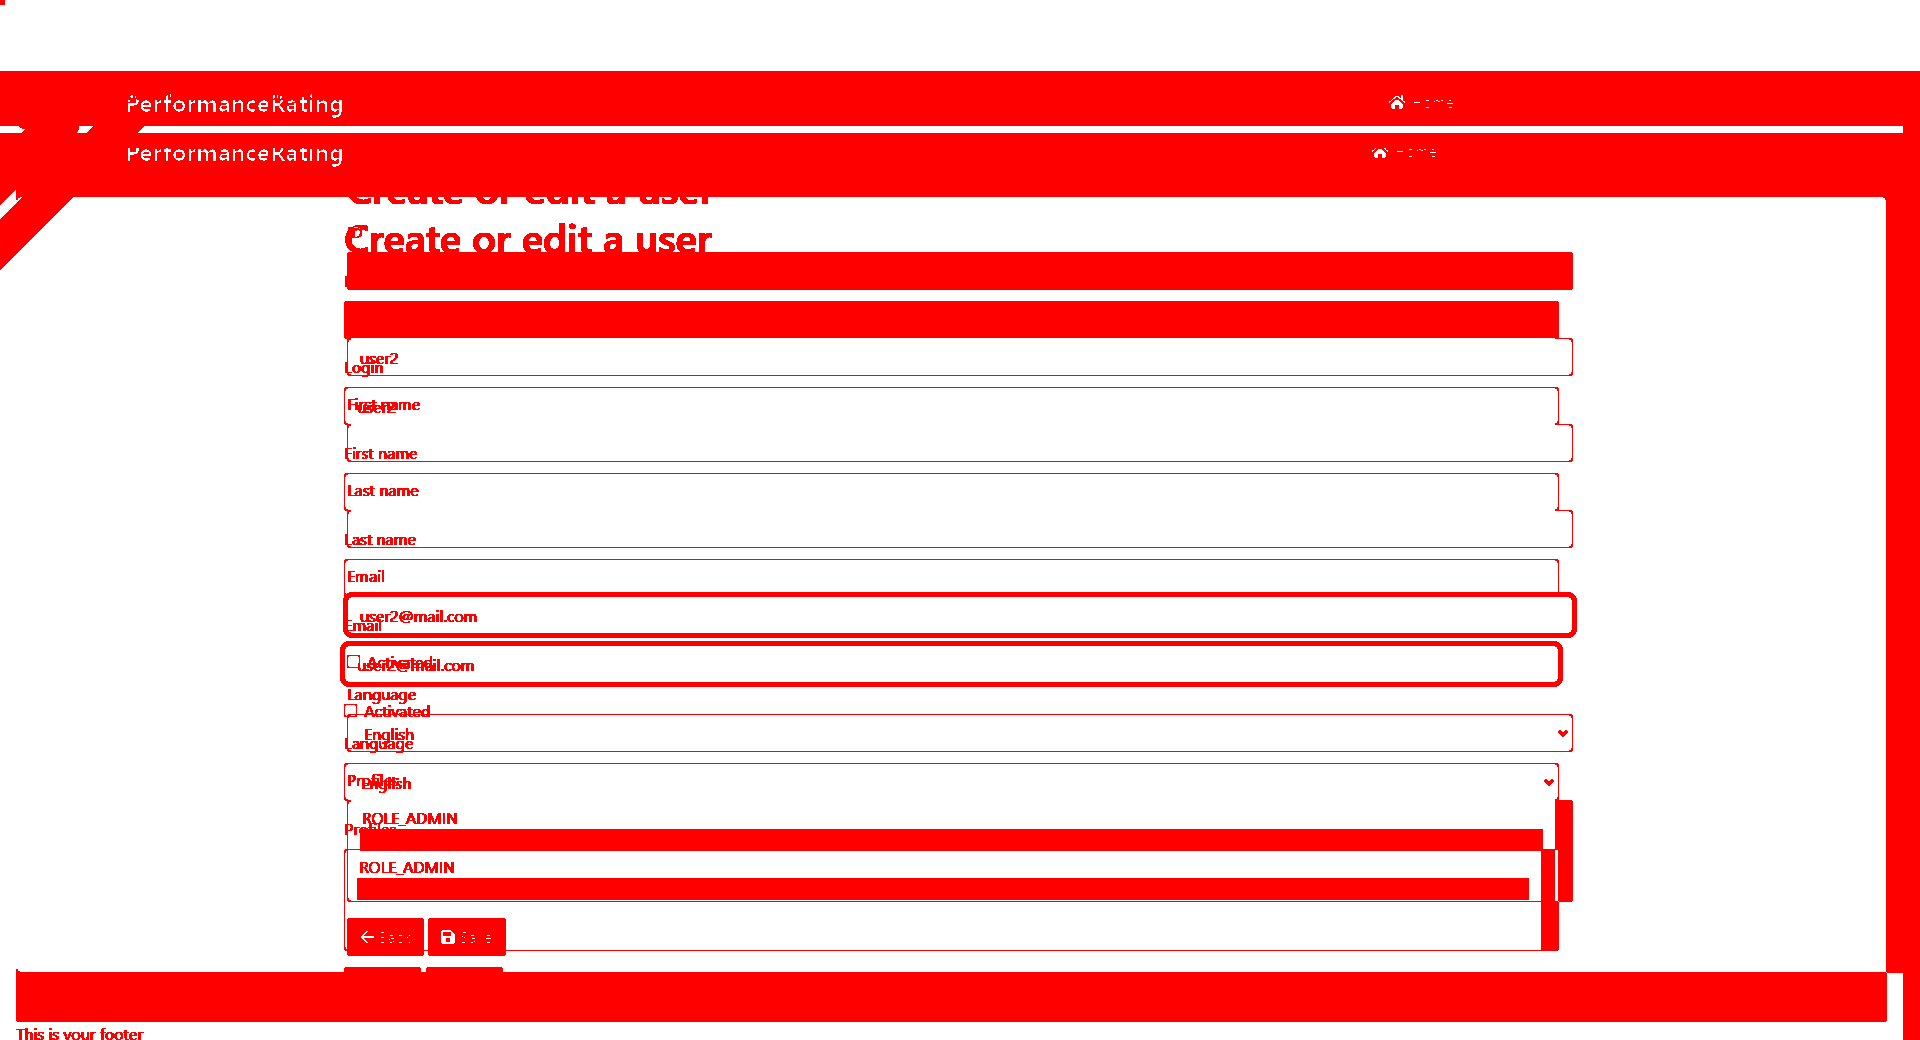 PerformanceRating Home
PerformanceRating Home
Create or edit a user
Create or edit a user
user2
Login
First name
user2
First name
Last name
Last name
Email
user2@mail.com
Email
Activated
user2@mail.com
Language
Activated
English
Language
Profiles
English
ROLE_ADMIN
Profiles
ROLE_ADMIN
Back Save
This is your footer